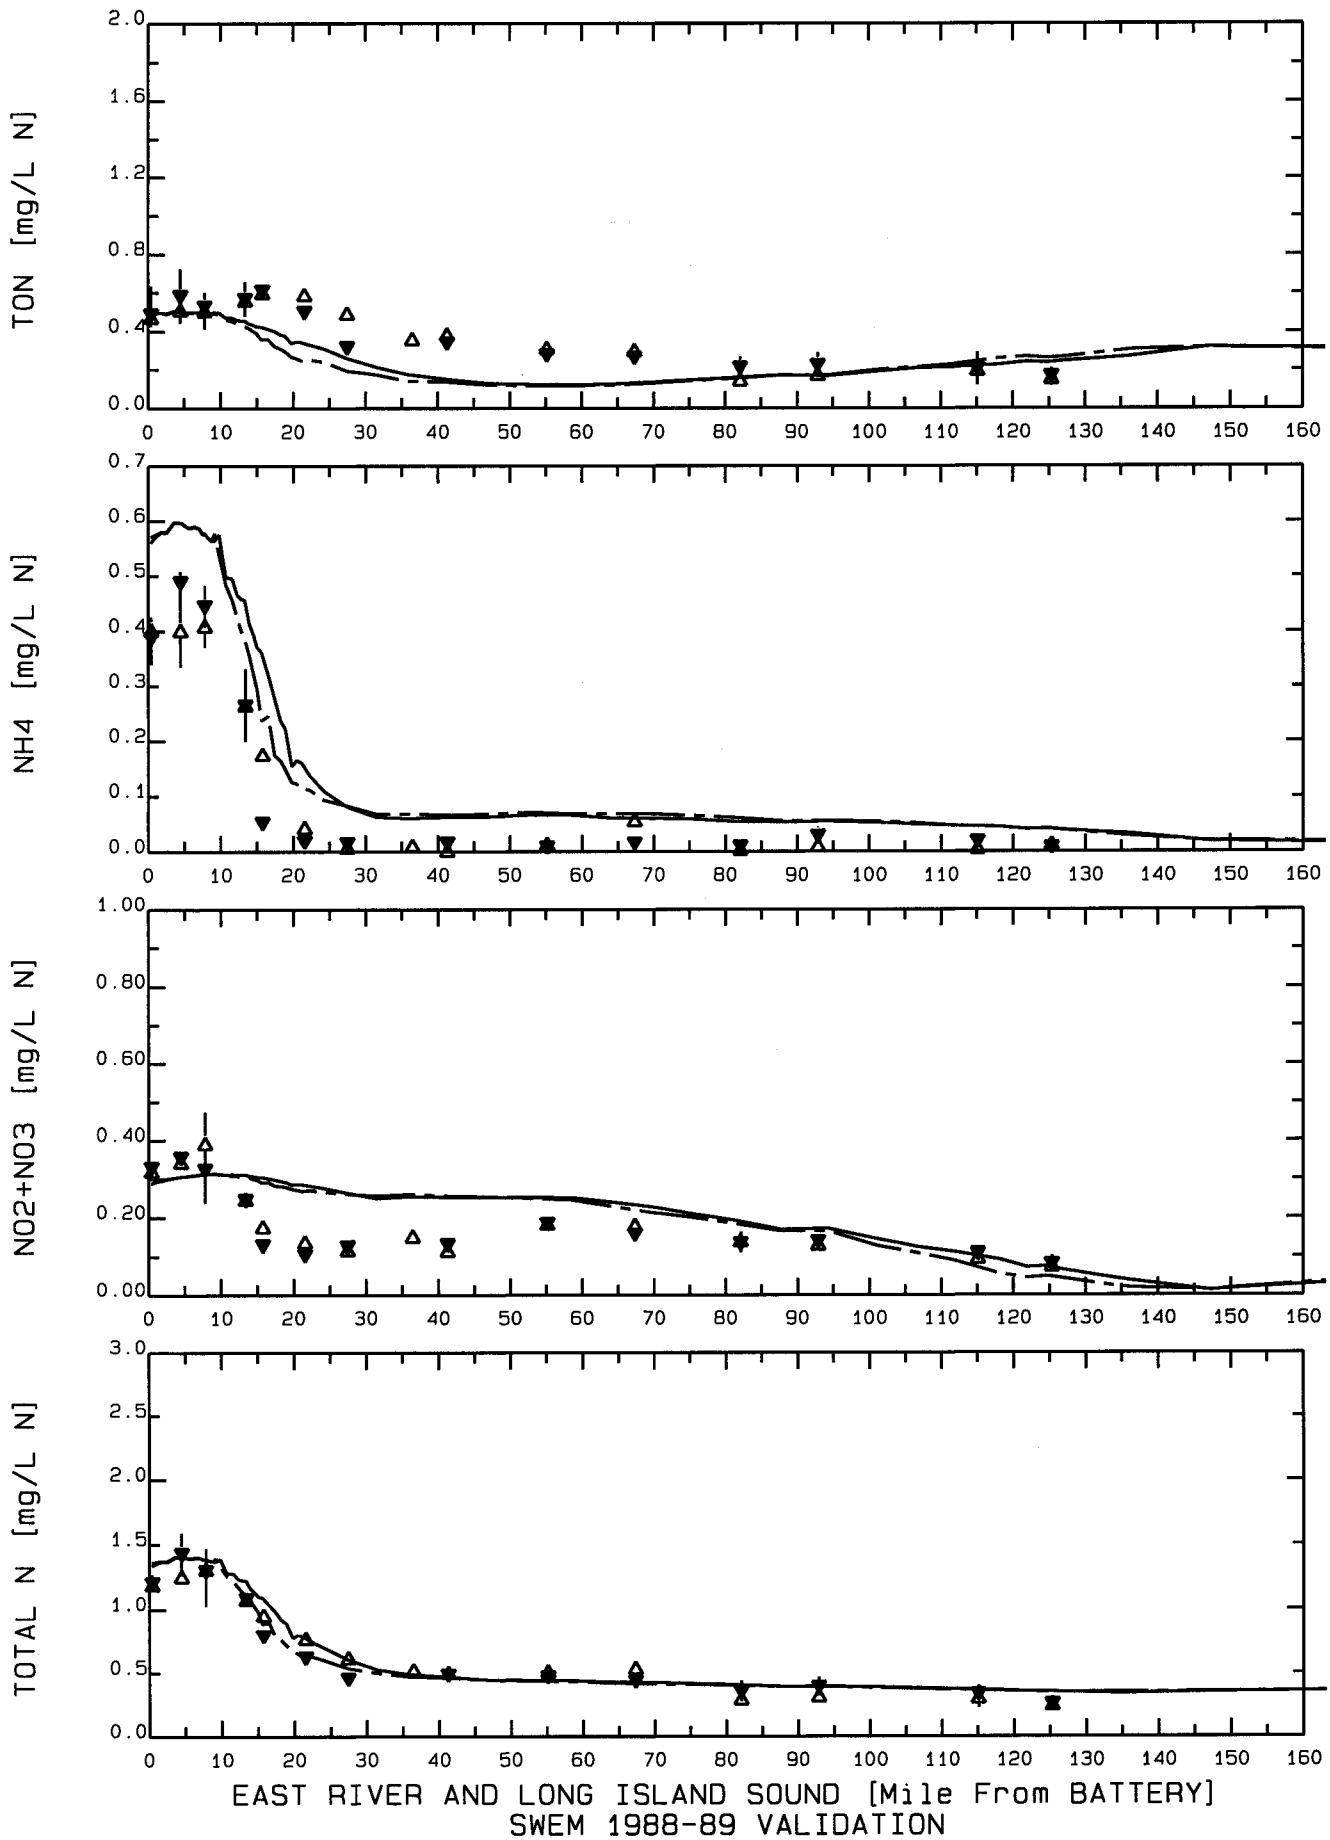 TON [mg/L N]
2.0
1.6
1.2
0.8
0.4
0.0
0 10 20 30 40 50 60 70 80 90 100 110 120 130 140 150 160
NH4 [mg/L N]
0.7
0.6
0.5
0.4
0.3
0.2
0.1
0.0
0 10 20 30 40 50 60 70 80 90 100 110 120 130 140 150 160
NO2+NO3 [mg/L N]
1.00
0.80
0.60
0.40
0.20
0.00
0 10 20 30 40 50 60 70 80 90 100 110 120 130 140 150 160
TOTAL N [mg/L N]
3.0
2.5
2.0
1.5
1.0
0.5
0.0
0 10 20 30 40 50 60 70 80 90 100 110 120 130 140 150 160
EAST RIVER AND LONG ISLAND SOUND [Mile From BATTERY]
SWEM 1988-89 VALIDATION